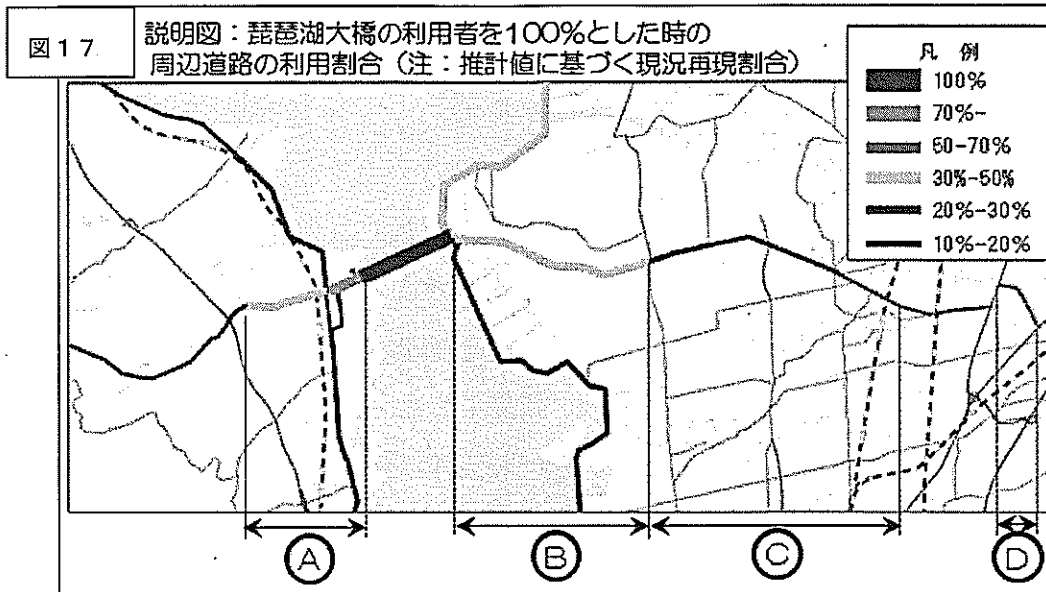 図17
説明図：琵琶湖大橋の利用者を100%とした時の
周辺道路の利用割合（注：推計値に基づく現況再現割合）
凡 例
100%
70%-
50-70%
30%-50%
20%-30%
10%-20%
A
B
C
D